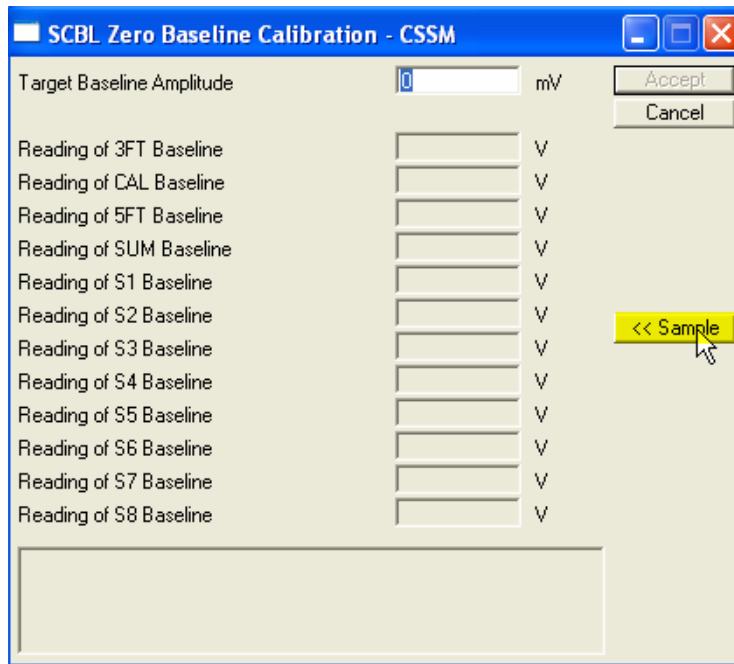 SCBL Zero Baseline Calibration - CSSM
Target Baseline Amplitude 0 mV Accept
Cancel
Reading of 3FT Baseline V
Reading of CAL Baseline V
Reading of 5FT Baseline V
Reading of SUM Baseline V
Reading of S1 Baseline V
Reading of S2 Baseline V
<< Sample
Reading of S3 Baseline V
Reading of S4 Baseline V
Reading of S5 Baseline V
Reading of S6 Baseline V
Reading of S7 Baseline V
Reading of S8 Baseline V